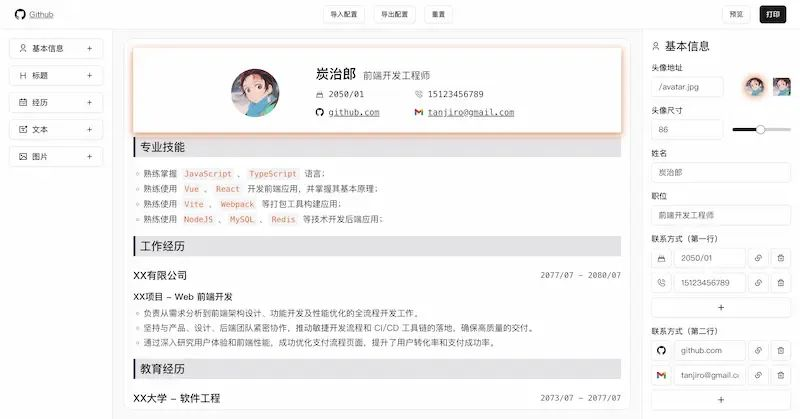 Github
导入配置
导出配置
重置
预览
打印
基本信息 +
标题 +
经历 +
文本 +
图片 +
炭治郎 前端开发工程师
2050/01 15123456789
github.com tanjiro@gmail.com
专业技能
熟练掌握 JavaScript 、 TypeScript 语言；
熟练使用 Vue 、 React 开发前端应用，并掌握其基本原理；
熟练使用 Vite 、 Webpack 等打包工具构建应用；
熟练使用 NodeJS 、 MySQL 、 Redis 等技术开发后端应用；
工作经历
XX有限公司 2077/07 - 2080/07
XX项目 - Web 前端开发
负责从需求分析到前端架构设计、功能开发及性能优化的全流程开发工作。
坚持与产品、设计、后端团队紧密协作，推动敏捷开发流程和 CI/CD 工具链的落地，确保高质量的交付。
通过深入研究用户体验和前端性能，成功优化支付流程页面，提升了用户转化率和支付成功率。
教育经历
XX大学 - 软件工程 2073/07 - 2077/07
基本信息
头像地址
/avatar.jpg
头像尺寸
86
姓名
炭治郎
职位
前端开发工程师
联系方式（第一行）
2050/01
15123456789
+
联系方式（第二行）
github.com
tanjiro@gmail.c
+